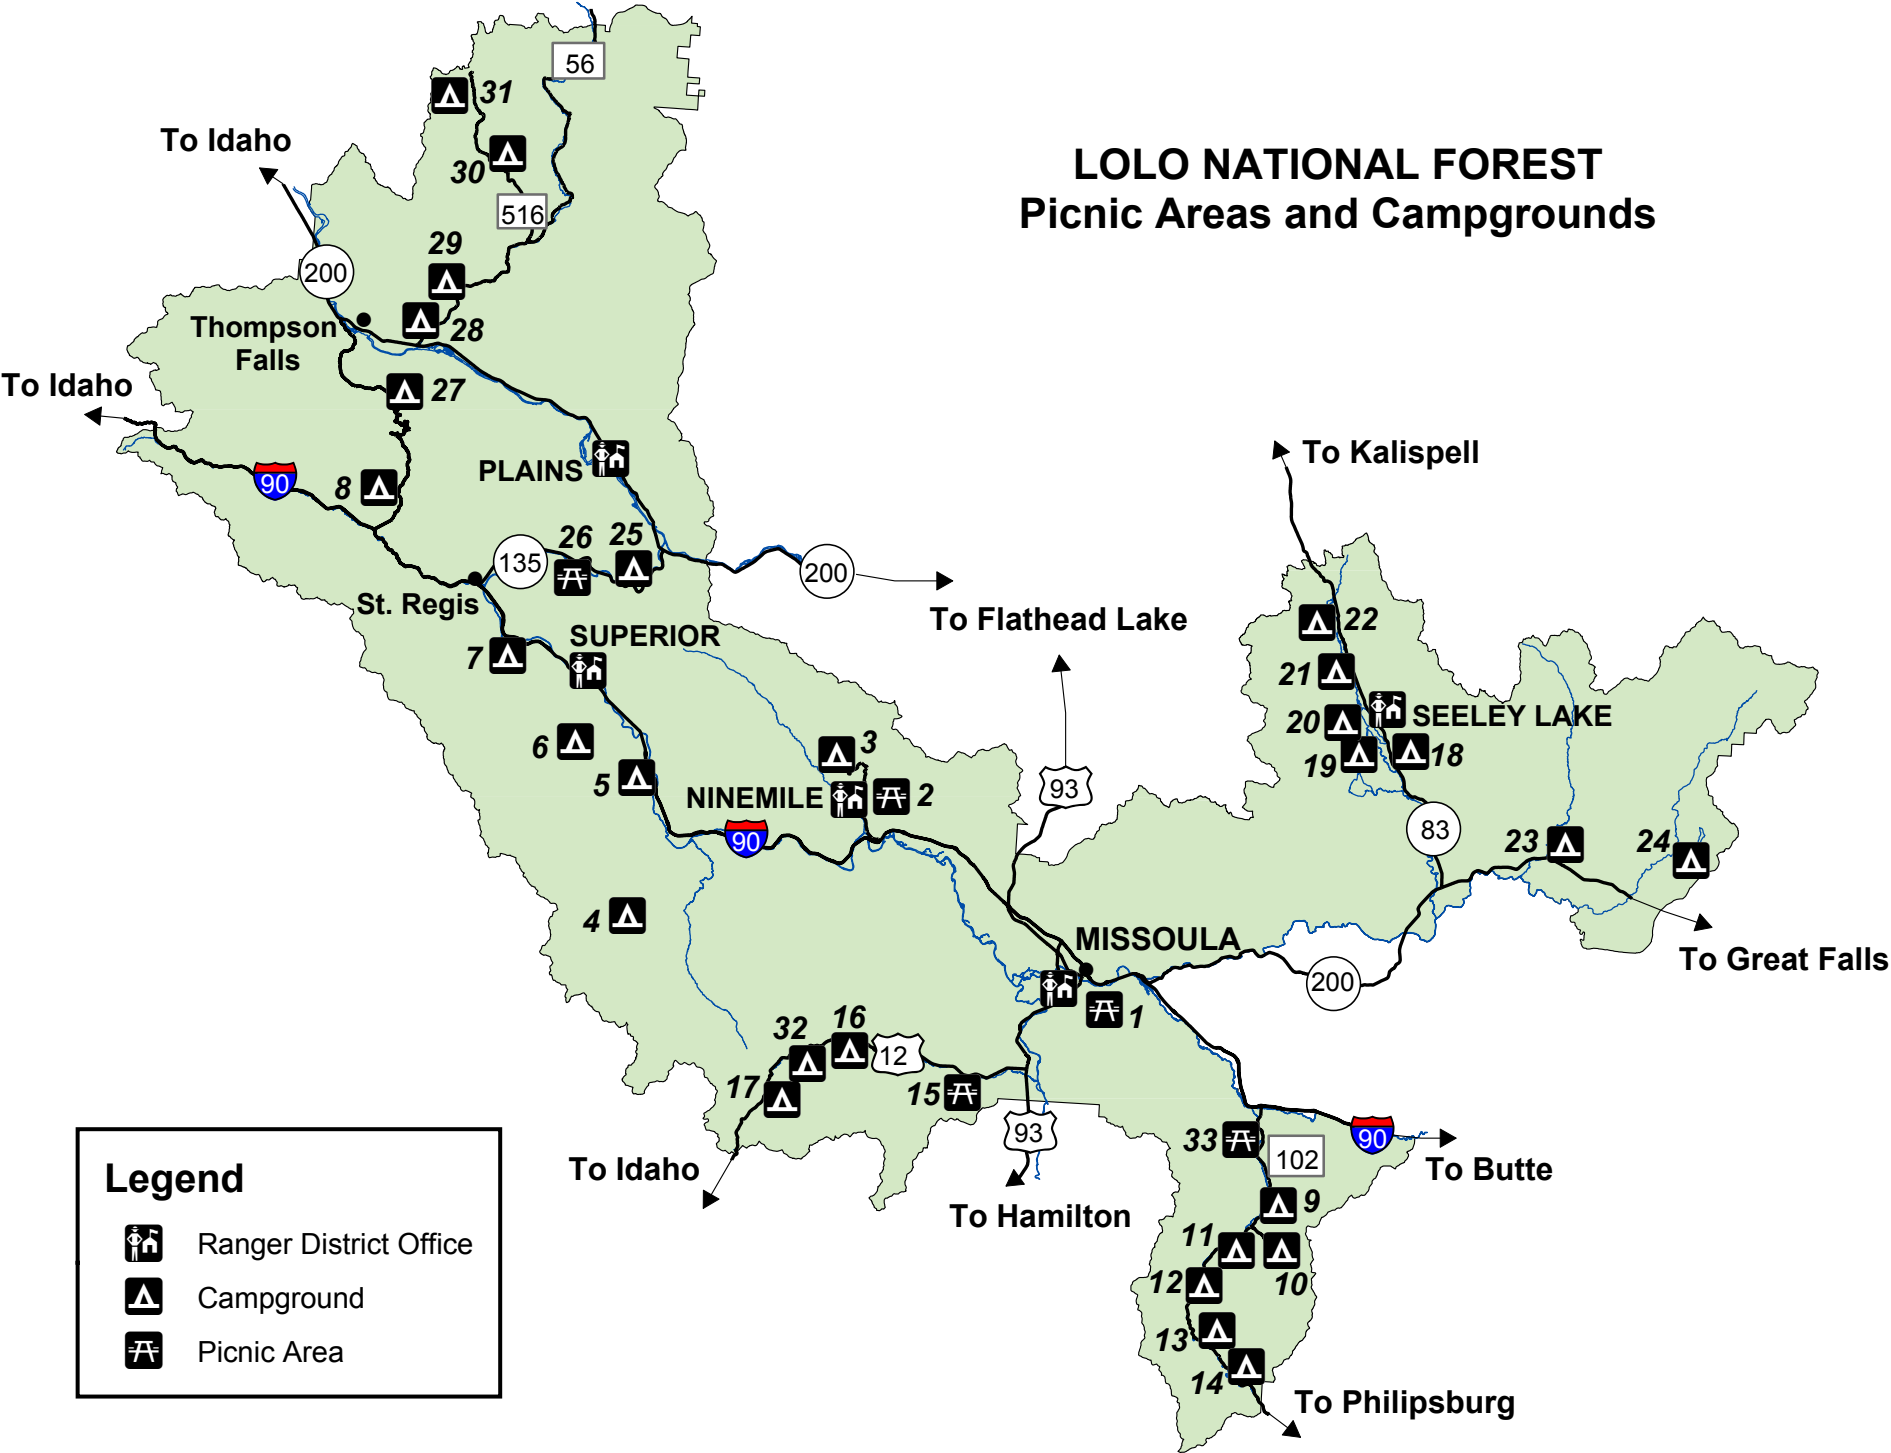 LOLO NATIONAL FOREST
Picnic Areas and Campgrounds
56
31
To Idaho
30
516
29
200
28
Thompson
Falls
To Idaho
27
PLAINS
90
8
To Kalispell
26
25
135
200
St. Regis
To Flathead Lake
SUPERIOR
7
22
21
6
5
3
NINEMILE
2
93
20
SEELEY LAKE
19
18
90
83
23
24
4
MISSOULA
To Great Falls
200
1
32
16
12
17
15
93
33
102
90
To Idaho
To Hamilton
To Butte
9
11
10
12
13
14
To Philipsburg
Legend
Ranger District Office
Campground
Picnic Area